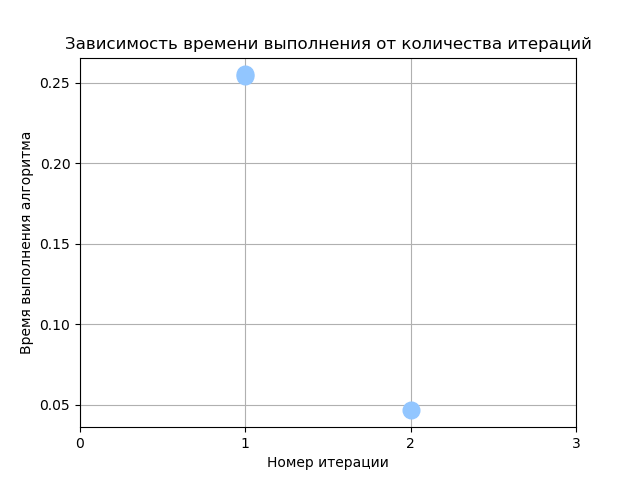 Зависимость времени выполнения от количества итераций
Время выполнения алгоритма
0.25
0.20
0.15
0.10
0.05
0 1 2 3
Номер итерации